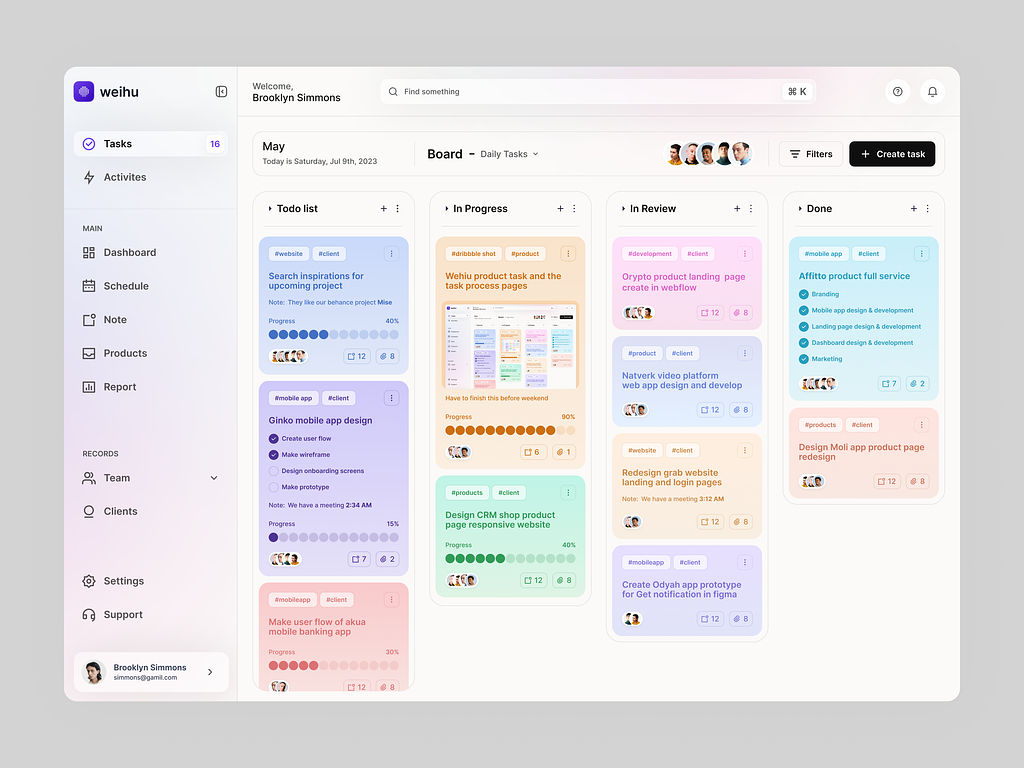 weihu
Tasks
16
Activites
MAIN
Dashboard
Schedule
Note
Products
Report
RECORDS
Team
Clients
Settings
Support
Brooklyn Simmons
simmons@gamil.com
Welcome,
Brooklyn Simmons
Find something
⌘ K
May
Today is Saturday, Jul 9th, 2023
Board - Daily Tasks
Filters
+ Create task
Todo list
#website #client
Search inspirations for
upcoming project
Note: They like our behance project Mise
Progress 40%
12 8
#mobile app #client
Ginko mobile app design
Create user flow
Make wireframe
Design onboarding screens
Make prototype
Note: We have a meeting 2:34 AM
Progress 15%
7 2
#mobileapp #client
Make user flow of akua
mobile banking app
Progress 30%
12 8
In Progress
#dribbble shot #product
Wehiu product task and the
task process pages
Have to finish this before weekend
Progress 90%
6 1
#products #client
Design CRM shop product
page responsive website
Progress 40%
12 8
In Review
#development #client
Orypto product landing page
create in webflow
12 8
#product #client
Natverk video platform
web app design and develop
12 8
#website #client
Redesign grab website
landing and login pages
Note: We have a meeting 3:12 AM
12 8
#mobileapp #client
Create Odyah app prototype
for Get notification in figma
12 8
Done
#mobile app #client
Affitto product full service
Branding
Mobile app design & development
Landing page design & development
Dashboard design & development
Marketing
7 2
#products #client
Design Moli app product page
redesign
12 8